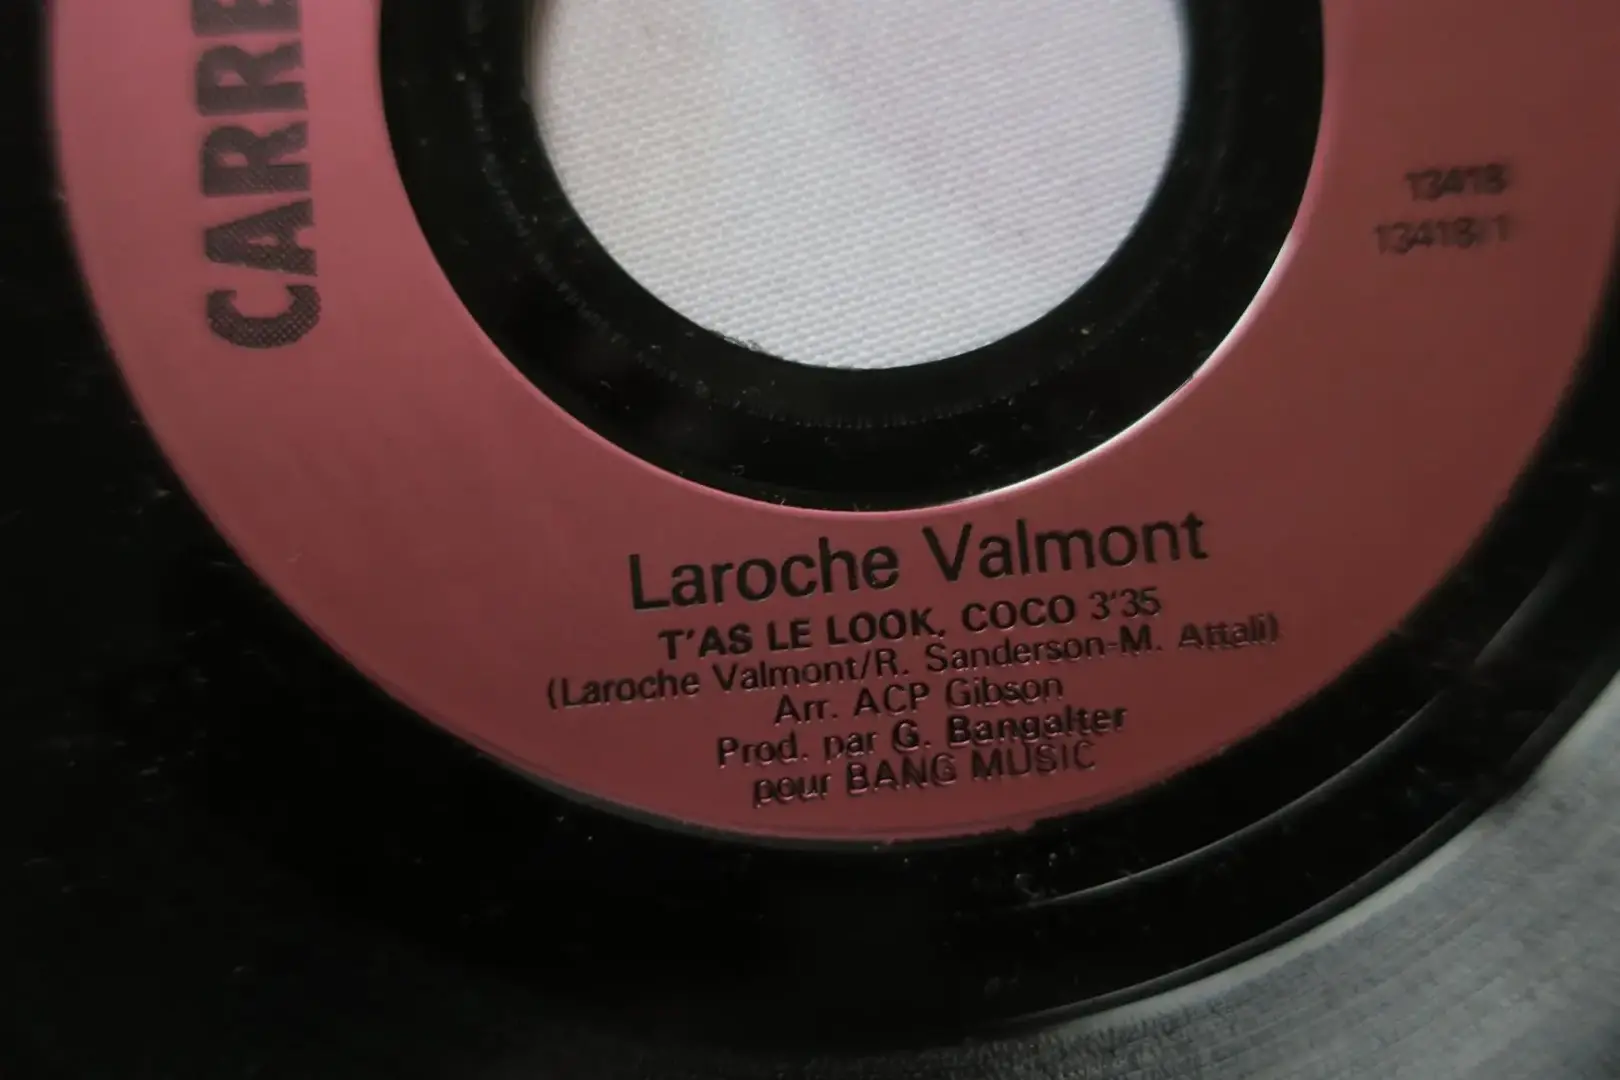 CARRE
13418
13418/1
Laroche Valmont
T'AS LE LOOK, COCO 3'35
(Laroche Valmont/R. Sanderson-M. Attali)
Arr. ACP Gibson
Prod. par G. Bangalter
pour BANG MUSIC